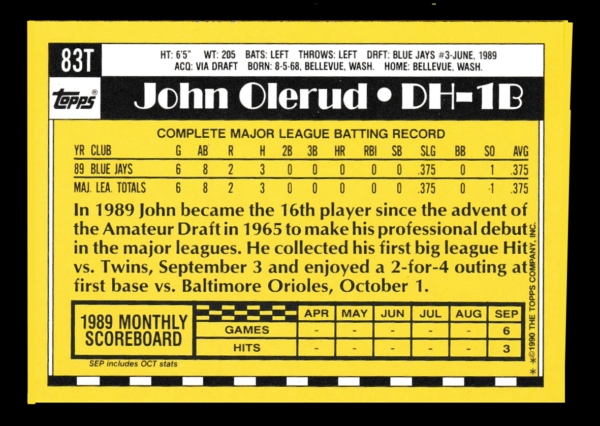 83T
HT: 6'5" WT: 205 BATS: LEFT THROWS: LEFT DRFT: BLUE JAYS #3-JUNE, 1989
ACQ: VIA DRAFT BORN: 8-5-68, BELLEVUE, WASH. HOME: BELLEVUE, WASH.
TOPPS®
John Olerud • DH-1B
COMPLETE MAJOR LEAGUE BATTING RECORD
YR CLUB G AB R H 2B 3B HR RBI SB SLG BB SO AVG
89 BLUE JAYS 6 8 2 3 0 0 0 0 0 .375 0 1 .375
MAJ. LEA. TOTALS 6 8 2 3 0 0 0 0 0 .375 0 1 .375
In 1989 John became the 16th player since the advent of
the Amateur Draft in 1965 to make his professional debut
in the major leagues. He collected his first big league Hit
vs. Twins, September 3 and enjoyed a 2-for-4 outing at
first base vs. Baltimore Orioles, October 1.
1989 MONTHLY
SCOREBOARD
APR MAY JUN JUL AUG SEP
GAMES - - - - - 6
HITS - - - - - 3
SEP includes OCT stats
* *©1990 THE TOPPS COMPANY, INC.